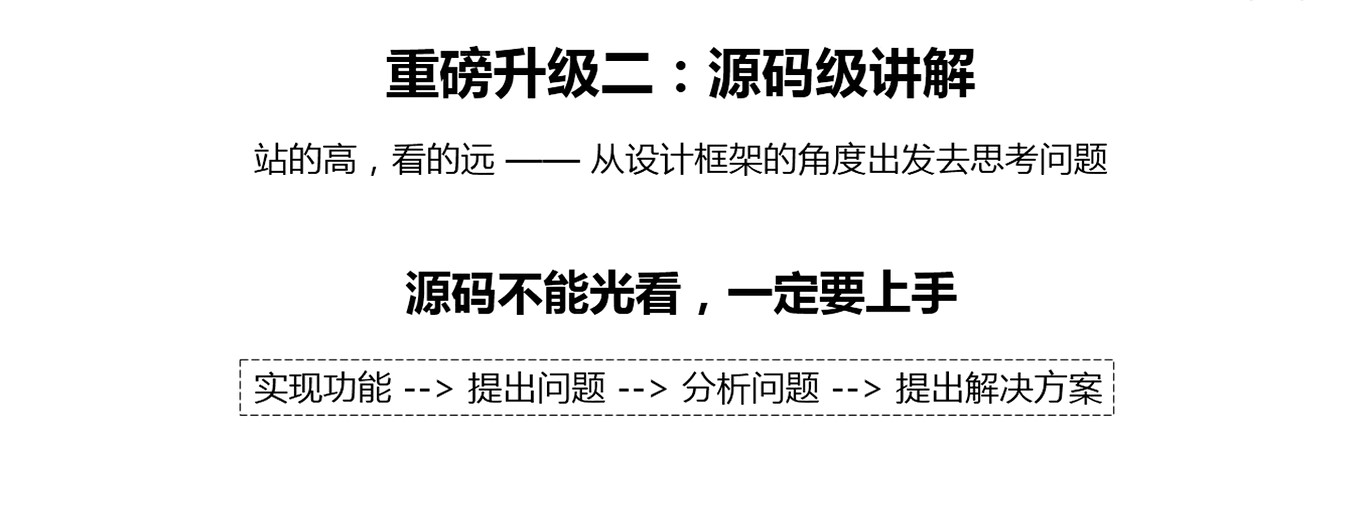 重磅升级二：源码级讲解
站的高，看的远 —— 从设计框架的角度出发去思考问题
源码不能光看，一定要上手
实现功能 --> 提出问题 --> 分析问题 --> 提出解决方案